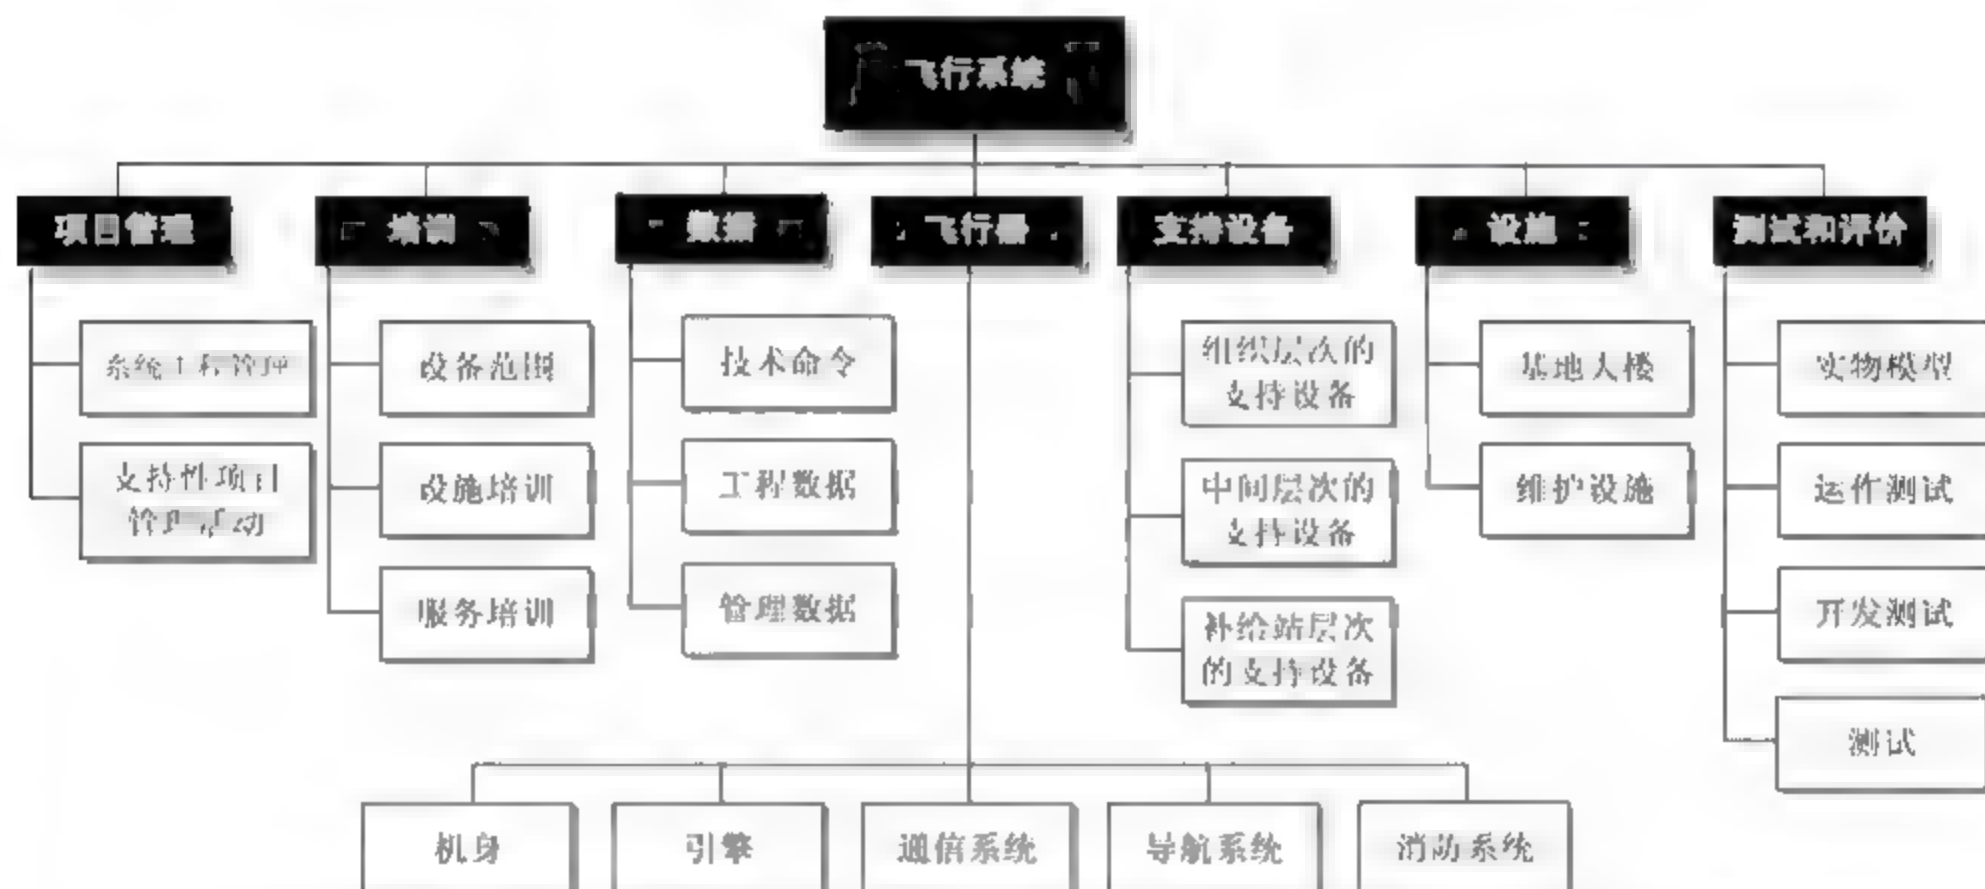 飞行系统
项目管理
培训
数据
飞行器
支持设备
设施
测试和评价
系统工程管理
支持性项目
管理活动
设备范围
设施培训
服务培训
技术命令
工程数据
管理数据
组织层次的
支持设备
中间层次的
支持设备
补给站层次
的支持设备
基地大楼
维护设施
实物模型
运作测试
开发测试
测试
机身
引擎
通信系统
导航系统
消防系统